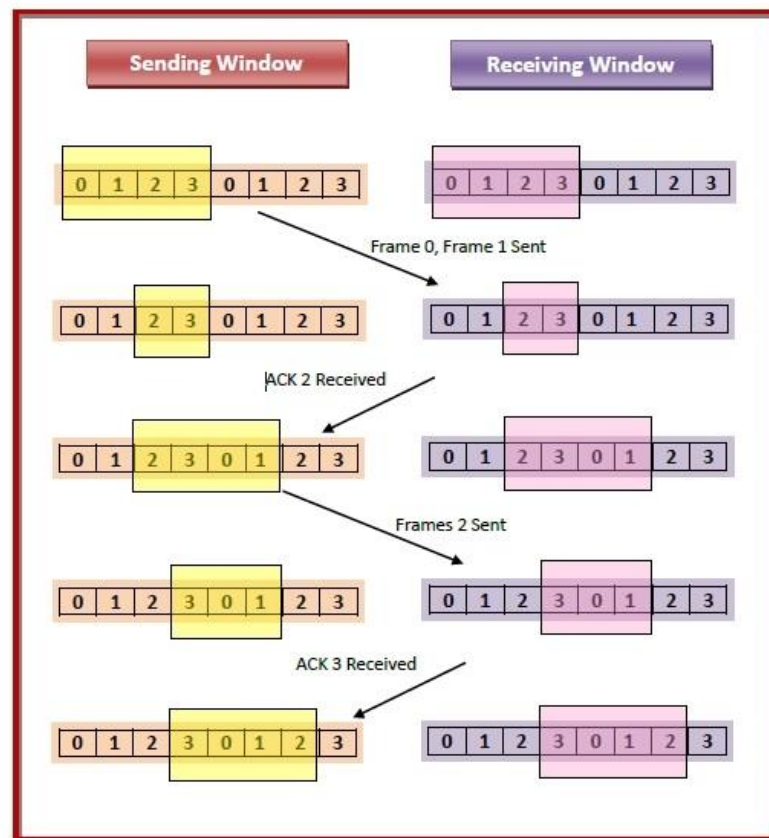 Sending Window
Receiving Window
0 1 2 3 0 1 2 3
0 1 2 3 0 1 2 3
Frame 0, Frame 1 Sent
0 1 2 3 0 1 2 3
0 1 2 3 0 1 2 3
ACK 2 Received
0 1 2 3 0 1 2 3
0 1 2 3 0 1 2 3
Frames 2 Sent
0 1 2 3 0 1 2 3
0 1 2 3 0 1 2 3
ACK 3 Received
0 1 2 3 0 1 2 3
0 1 2 3 0 1 2 3